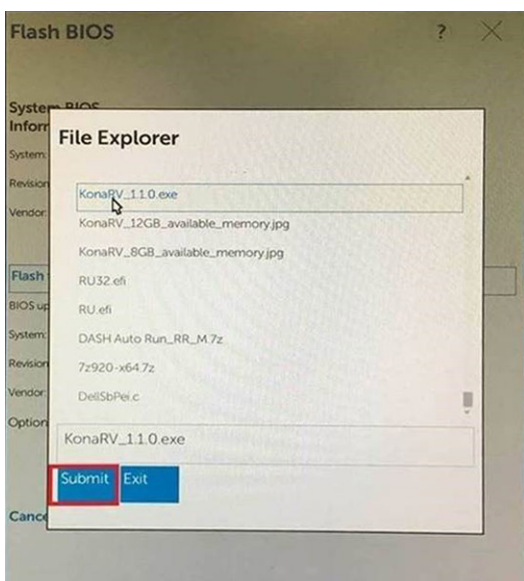 Flash BIOS ?
System BIOS
Inforr
System:
Revision
Vendor:
File Explorer
KonaRV_1.1.0.exe
KonaRV_12GB_available_memory.jpg
KonaRV_8GB_available_memory.jpg
RU32.efi
RU.efi
DASH Auto Run_RR_M.7z
7z920-x64.7z
DellSbPei.c
Flash
BIOS up
System:
Revision
Vendor:
Option
KonaRV_1.1.0.exe
Submit Exit
Cance